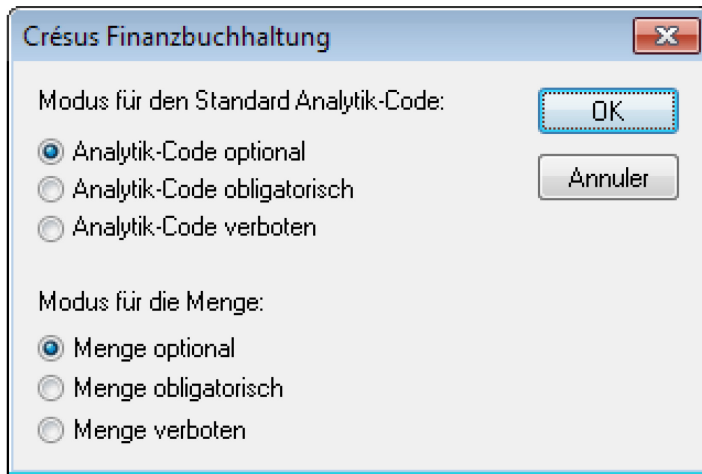 Crésus Finanzbuchhaltung
Modus für den Standard Analytik-Code:
OK
Analytik-Code optional
Annuler
Analytik-Code obligatorisch
Analytik-Code verboten
Modus für die Menge:
Menge optional
Menge obligatorisch
Menge verboten